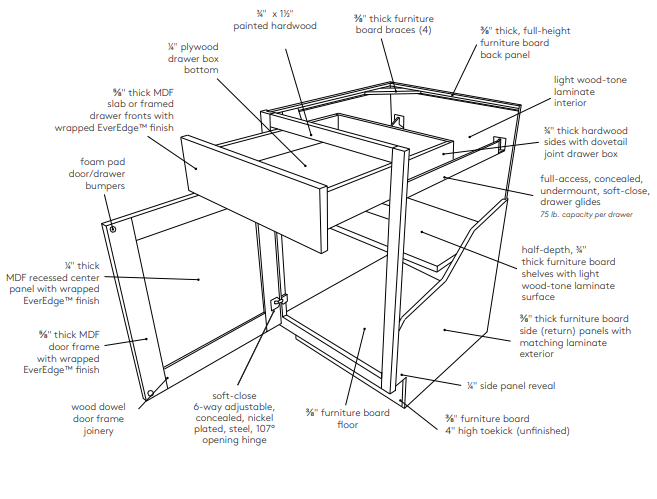 ¾"  x 1½"
painted hardwood
⅜" thick furniture
board braces (4)
⅜" thick, full-height
furniture board
back panel
¼" plywood
drawer box
bottom
light wood-tone
laminate
interior
⅝" thick MDF
slab or framed
drawer fronts with
wrapped EverEdge™ finish
¾" thick hardwood
sides with dovetail
joint drawer box
foam pad
door/drawer
bumpers
full-access, concealed,
undermount, soft-close,
drawer glides
75 lb. capacity per drawer
¼" thick
MDF recessed center
panel with wrapped
EverEdge™ finish
half-depth, ¾"
thick furniture board
shelves with light
wood-tone laminate
surface
⅝" thick MDF
door frame
with wrapped
EverEdge™ finish
⅜" thick furniture board
side (return) panels with
matching laminate
exterior
¼" side panel reveal
wood dowel
door frame
joinery
soft-close
6-way adjustable,
concealed, nickel
plated, steel, 107°
opening hinge
⅜" furniture board
floor
⅜" furniture board
4" high toekick (unfinished)